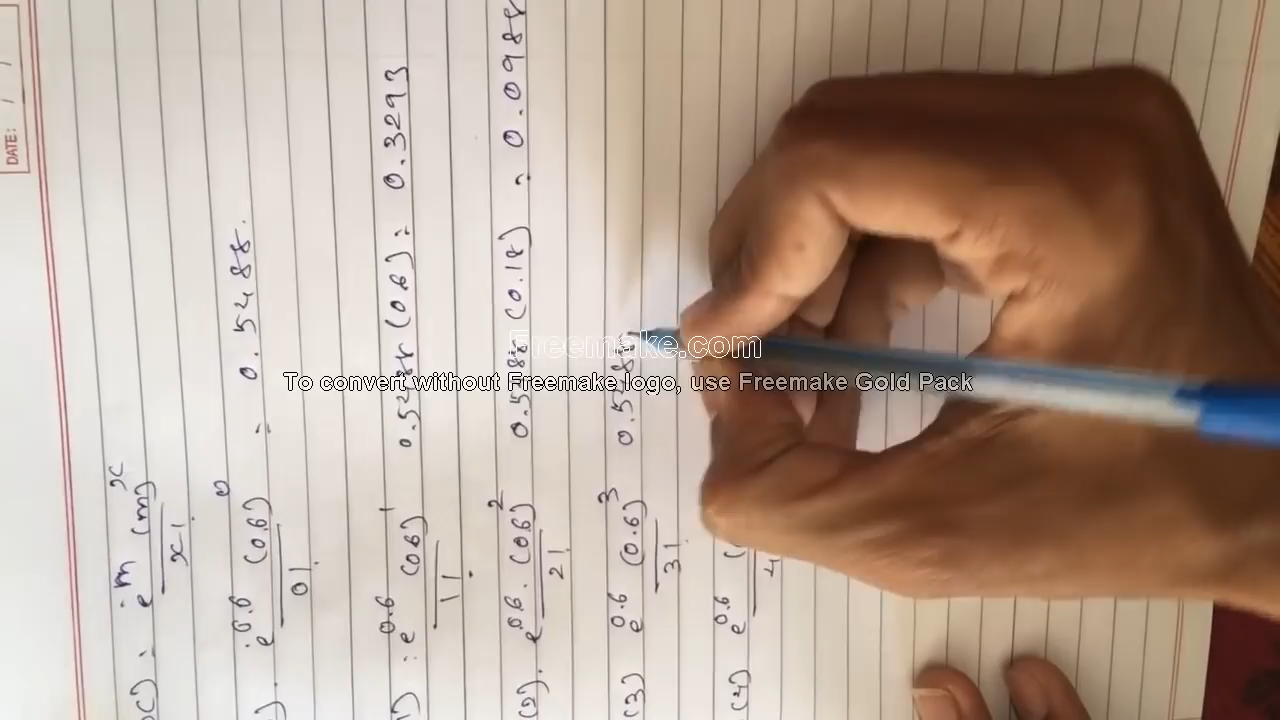 DATE: / /
x) = e^-m (m)^x / x!
) = e^-0.6 (0.6)^0 / 0! = 0.5488.
1) = e^0.6 (0.6)^1 / 1! 0.5488 (0.6) = 0.3293
(2) = e^0.6 . (0.6)^2 / 2! 0.5488 (0.18) = 0.0988
(3) e^0.6 (0.6)^3 / 3! 0.548
(4) e^0.6 ( / 4
Freemake.com
To convert without Freemake logo, use Freemake Gold Pack